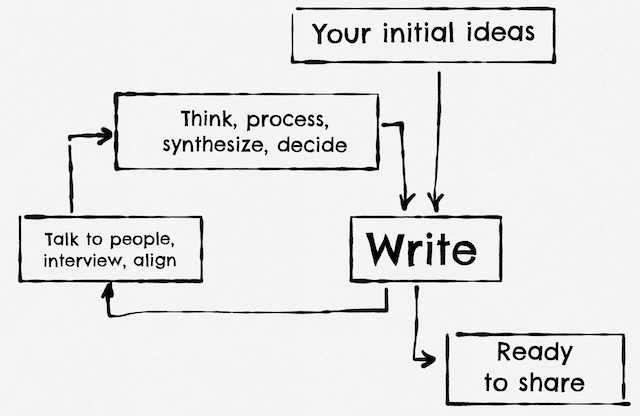 Your initial ideas
Think, process,
synthesize, decide
Talk to people,
interview, align
Write
Ready
to share